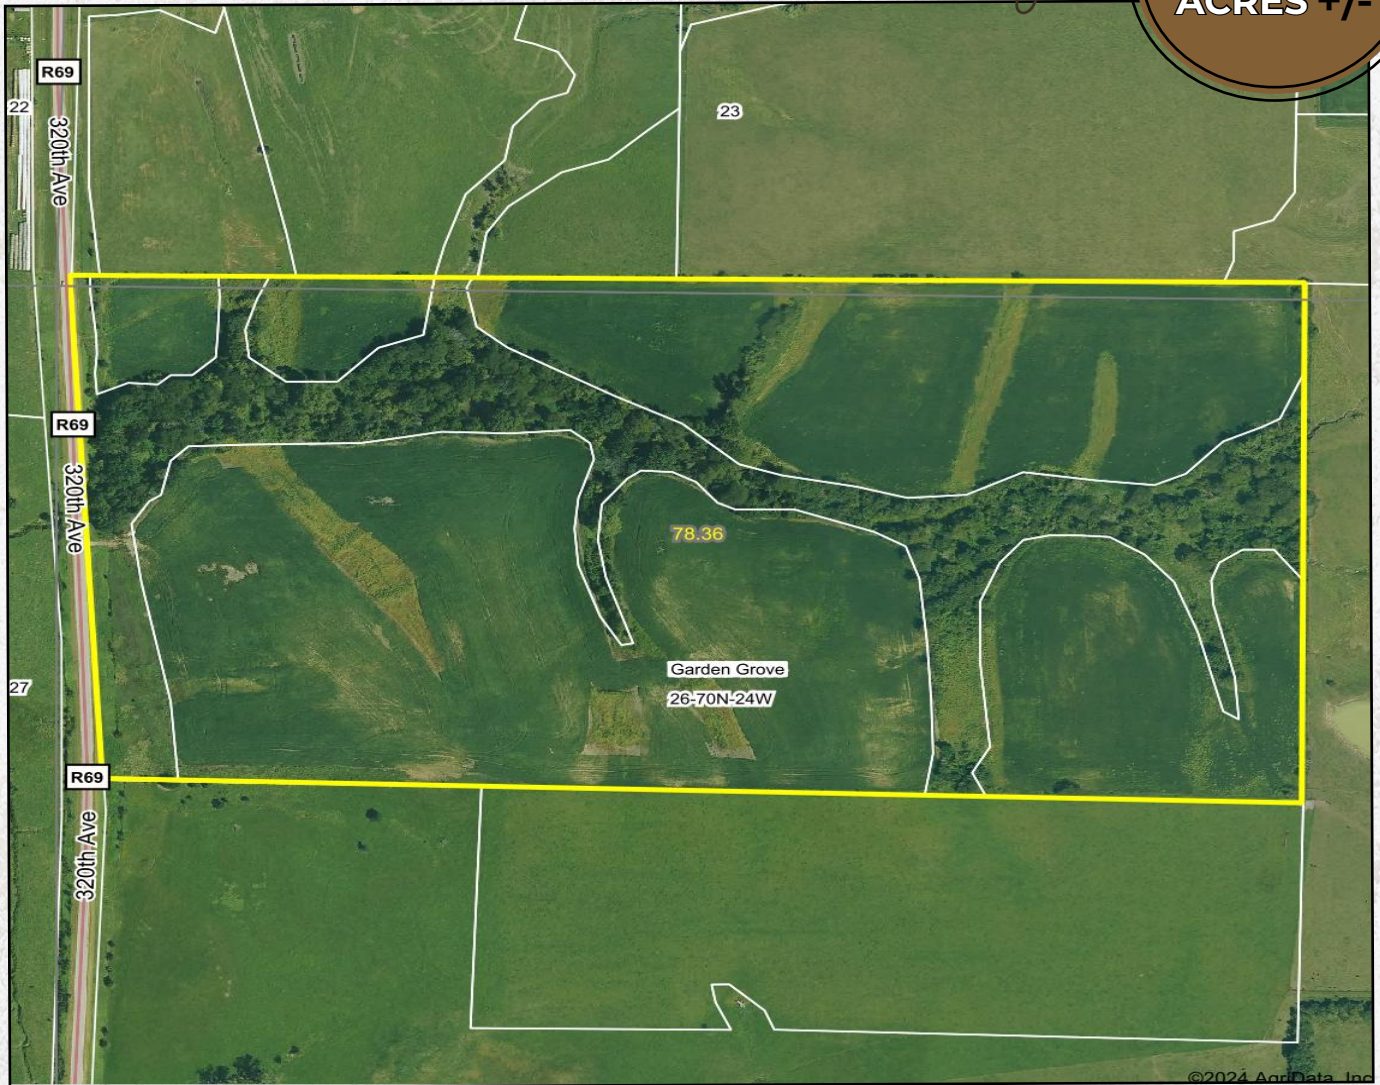 ACRES +/-
R69
22
320th Ave
23
R69
320th Ave
78.36
Garden Grove
26-70N-24W
27
R69
320th Ave
©2024 AgriData, Inc